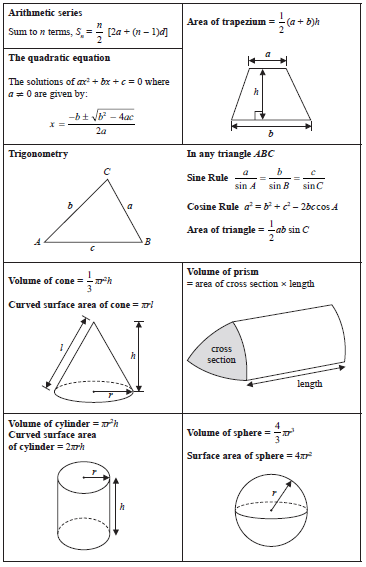 Arithmetic series
Sum to n terms, Sₙ = n/2 [2a + (n – 1)d]
The quadratic equation
The solutions of ax² + bx + c = 0 where
a ≠ 0 are given by:
x = (–b ± √(b² – 4ac)) / 2a
Area of trapezium = 1/2 (a + b)h
a
h
b
Trigonometry
C
b
a
A
B
c
In any triangle ABC
Sine Rule a/sin A = b/sin B = c/sin C
Cosine Rule a² = b² + c² – 2bc cos A
Area of triangle = 1/2 ab sin C
Volume of cone = 1/3 πr²h
Curved surface area of cone = πrl
l
h
r
Volume of prism
= area of cross section × length
cross
section
length
Volume of cylinder = πr²h
Curved surface area
of cylinder = 2πrh
r
h
Volume of sphere = 4/3 πr³
Surface area of sphere = 4πr²
r